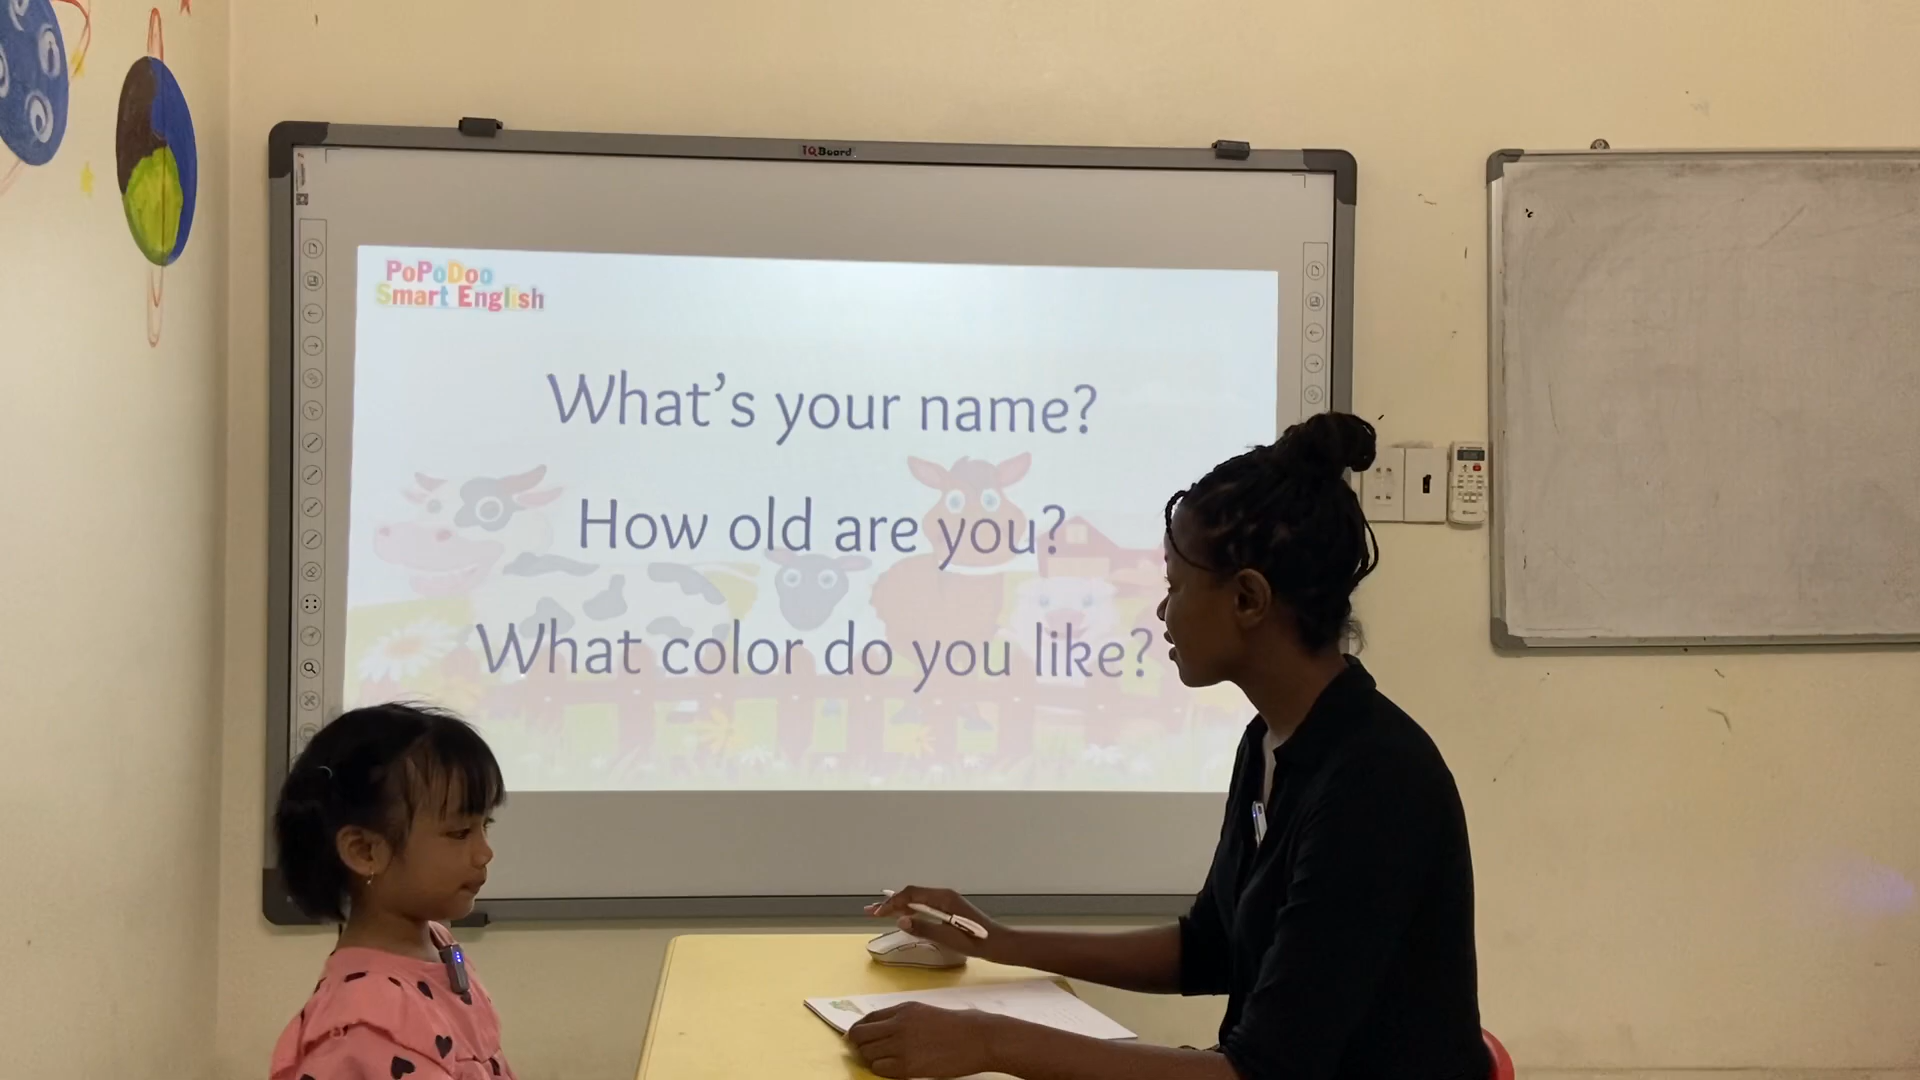 IQBoard
PoPoDoo
Smart English
What's your name?
How old are you?
What color do you like?